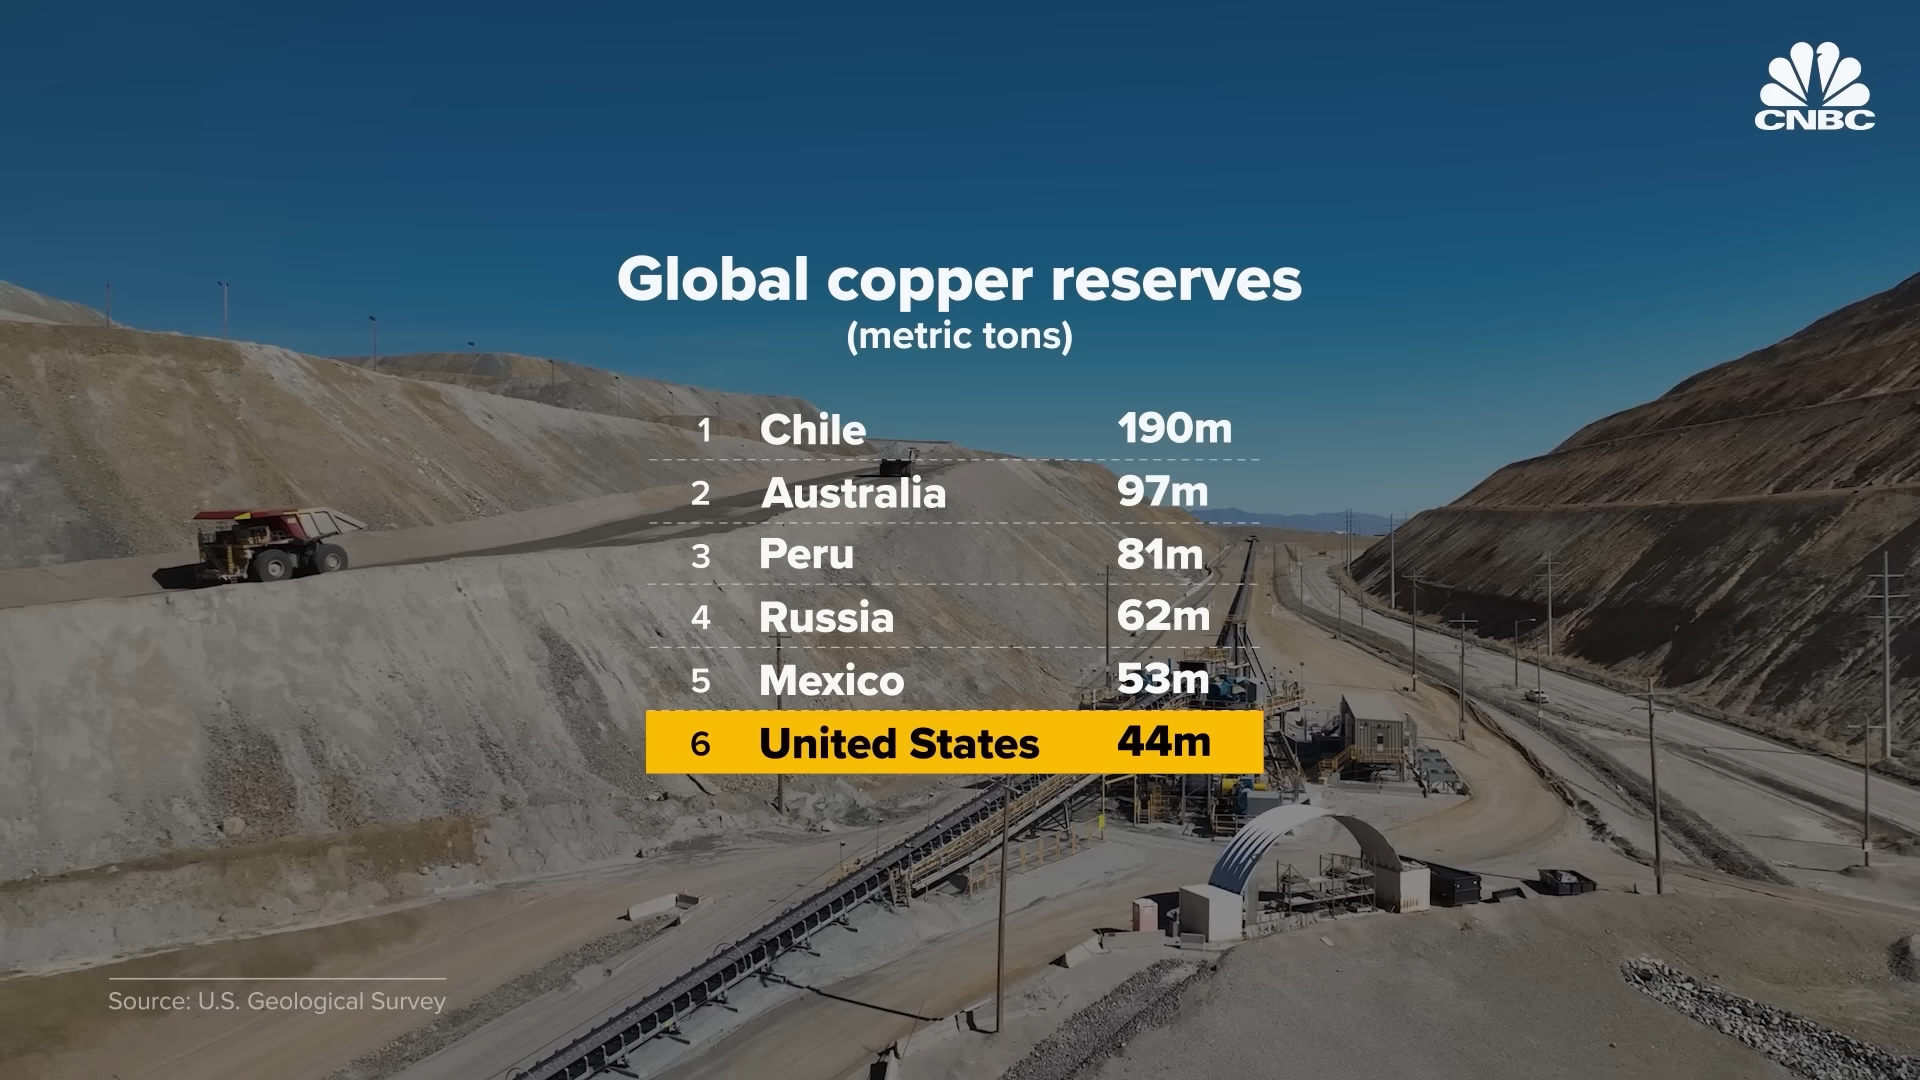 CNBC
Global copper reserves
(metric tons)
1 Chile 190m
2 Australia 97m
3 Peru 81m
4 Russia 62m
5 Mexico 53m
6 United States 44m
Source: U.S. Geological Survey